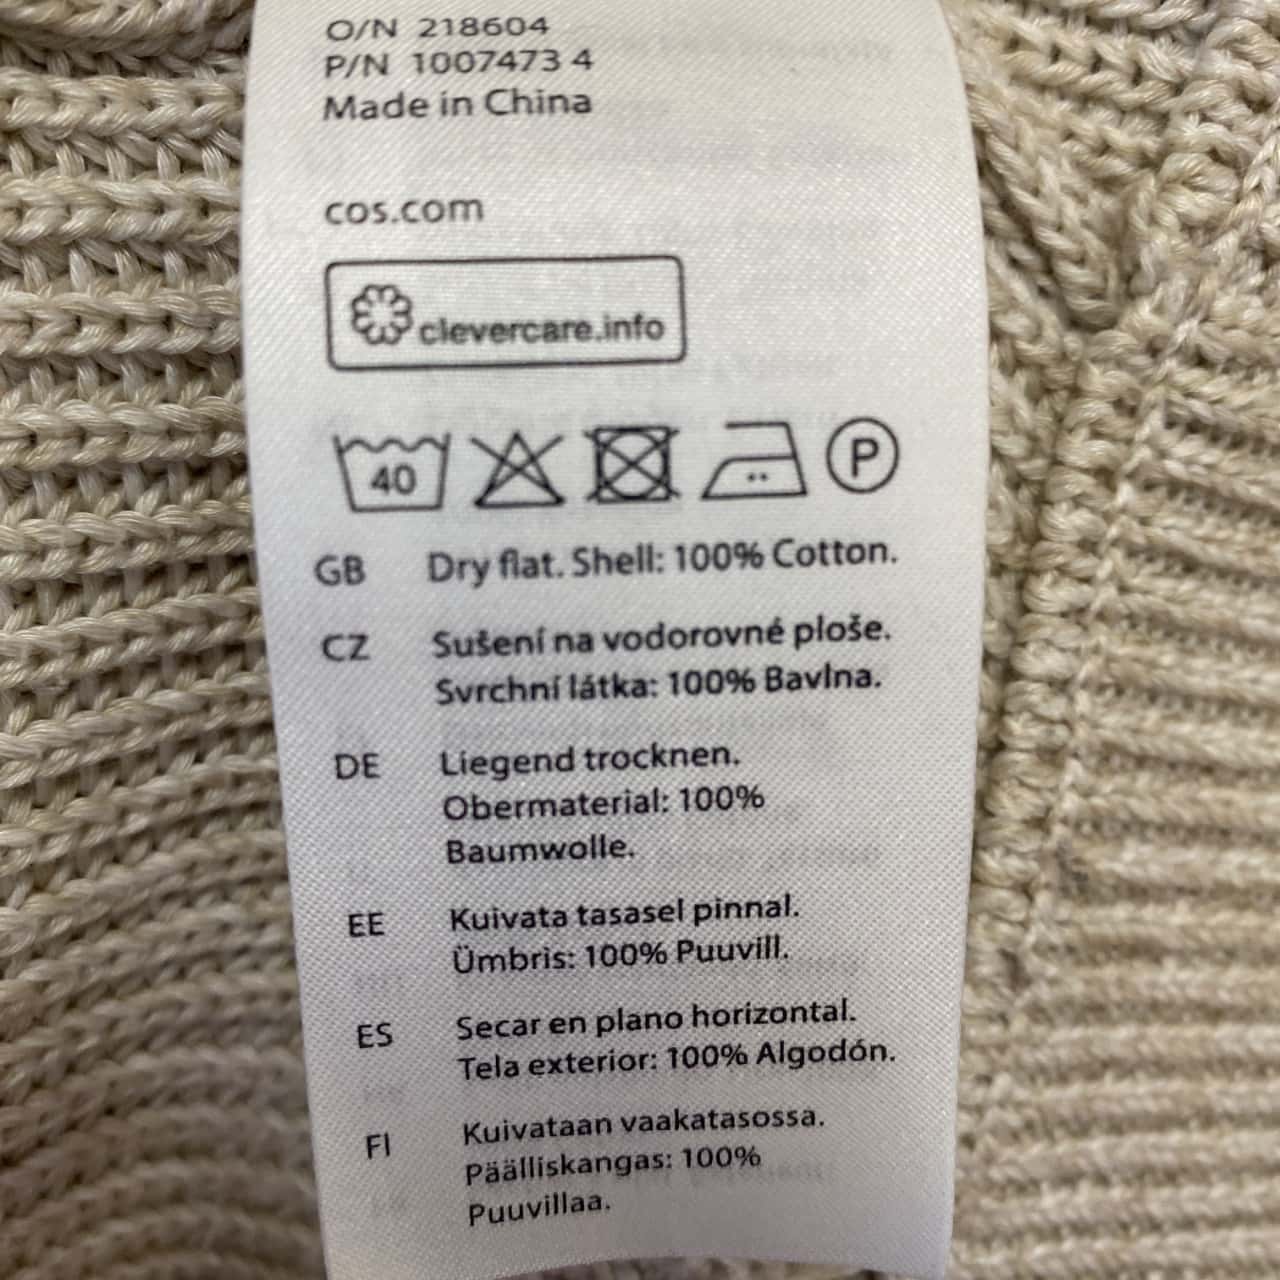 O/N 218604
P/N 1007473 4
Made in China
cos.com
clevercare.info
40
P
GB Dry flat. Shell: 100% Cotton.
CZ Sušení na vodorovné ploše.
Svrchní látka: 100% Bavlna.
DE Liegend trocknen.
Obermaterial: 100%
Baumwolle.
EE Kuivata tasasel pinnal.
Ümbris: 100% Puuvill.
ES Secar en plano horizontal.
Tela exterior: 100% Algodón.
FI Kuivataan vaakatasossa.
Päälliskangas: 100%
Puuvillaa.